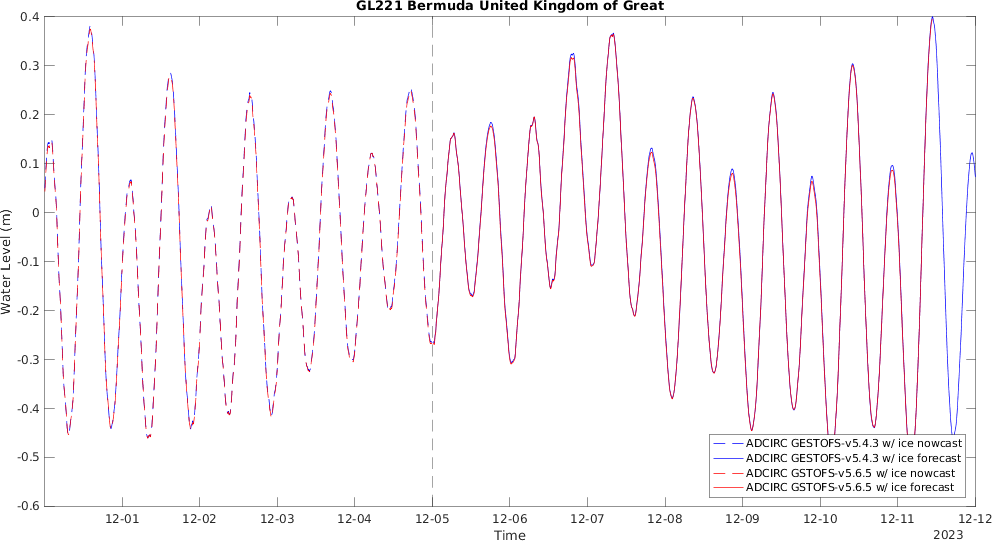 GL221 Bermuda United Kingdom of Great
0.4
0.3
0.2
0.1
0
-0.1
-0.2
-0.3
-0.4
-0.5
-0.6
Water Level (m)
ADCIRC GESTOFS-v5.4.3 w/ ice nowcast
ADCIRC GESTOFS-v5.4.3 w/ ice forecast
ADCIRC GSTOFS-v5.6.5 w/ ice nowcast
ADCIRC GSTOFS-v5.6.5 w/ ice forecast
12-01 12-02 12-03 12-04 12-05 12-06 12-07 12-08 12-09 12-10 12-11 12-12
Time
2023